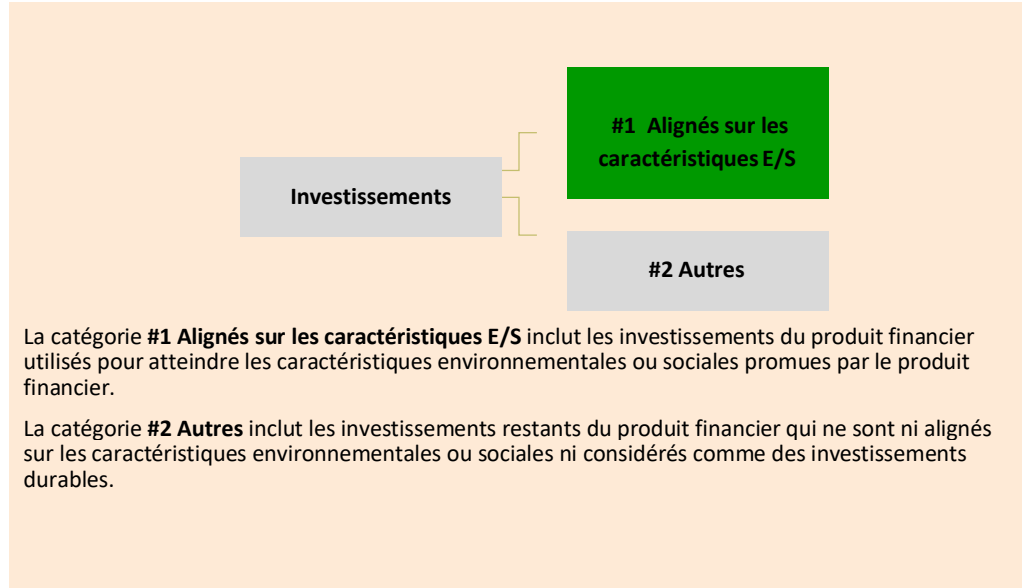 #1 Alignés sur les
caractéristiques E/S
Investissements
#2 Autres
La catégorie #1 Alignés sur les caractéristiques E/S inclut les investissements du produit financier
utilisés pour atteindre les caractéristiques environnementales ou sociales promues par le produit
financier.
La catégorie #2 Autres inclut les investissements restants du produit financier qui ne sont ni alignés
sur les caractéristiques environnementales ou sociales ni considérés comme des investissements
durables.